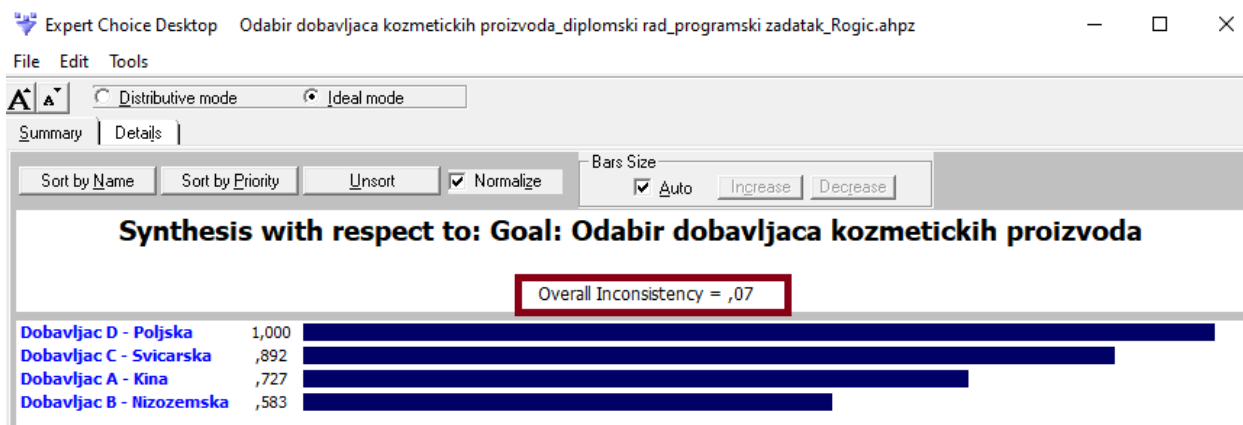 Expert Choice Desktop Odabir dobavljaca kozmetickih proizvoda_diplomski rad_programski zadatak_Rogic.ahpz
File Edit Tools
A A Distributive mode Ideal mode
Summary Details
Bars Size
Sort by Name Sort by Priority Unsort Normalize Auto Increase Decrease
Synthesis with respect to: Goal: Odabir dobavljaca kozmetickih proizvoda
Overall Inconsistency = ,07
Dobavljac D - Poljska 1,000
Dobavljac C - Svicarska ,892
Dobavljac A - Kina ,727
Dobavljac B - Nizozemska ,583